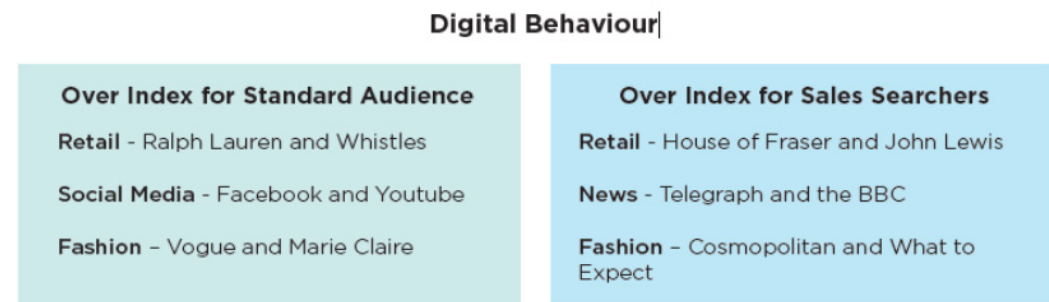 Digital Behaviour
Over Index for Standard Audience
Retail - Ralph Lauren and Whistles
Social Media - Facebook and Youtube
Fashion – Vogue and Marie Claire
Over Index for Sales Searchers
Retail - House of Fraser and John Lewis
News - Telegraph and the BBC
Fashion – Cosmopolitan and What to
Expect